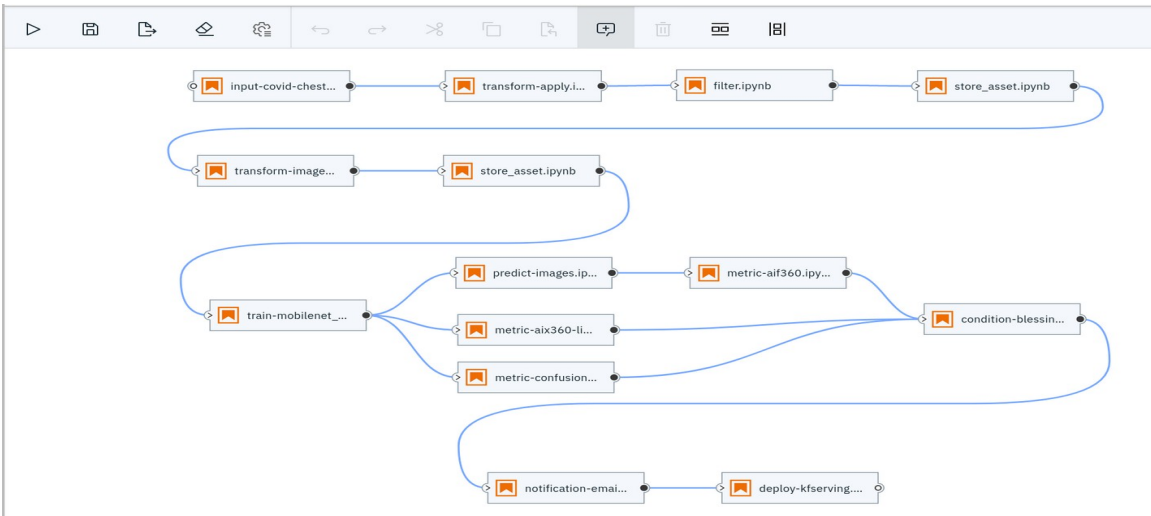 input-covid-chest...
transform-apply.i...
filter.ipynb
store_asset.ipynb
transform-image...
store_asset.ipynb
predict-images.ip...
metric-aif360.ipy...
train-mobilenet_...
metric-aix360-li...
condition-blessin...
metric-confusion...
notification-emai...
deploy-kfserving....